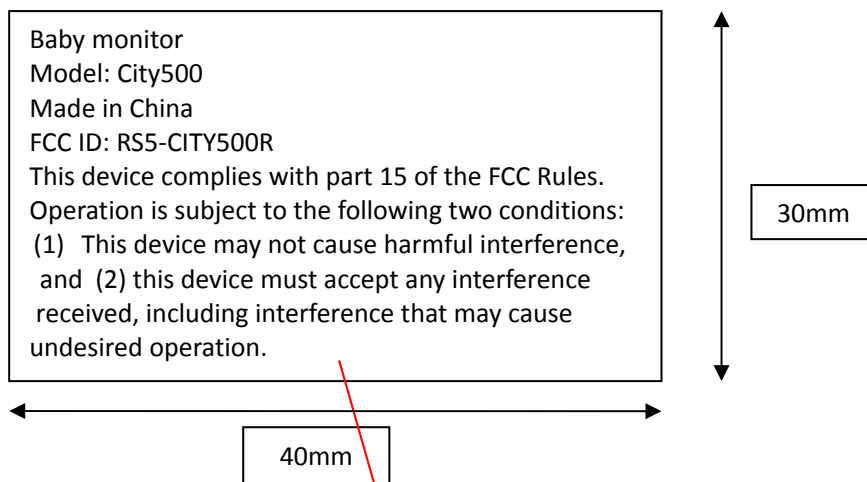 Baby monitor
Model: City500
Made in China
FCC ID: RS5-CITY500R
This device complies with part 15 of the FCC Rules.
Operation is subject to the following two conditions:
(1) This device may not cause harmful interference,
and (2) this device must accept any interference
received, including interference that may cause
undesired operation.
30mm
40mm